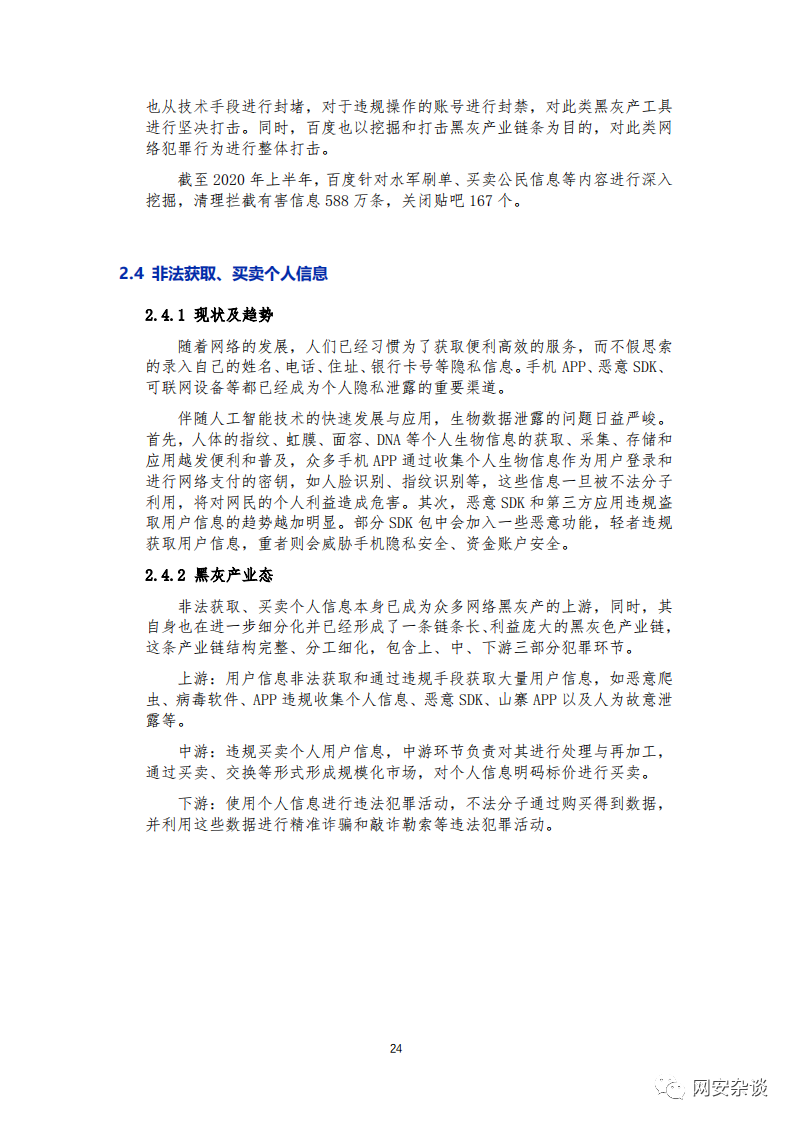 也从技术手段进行封堵，对于违规操作的账号进行封禁，对此类黑灰产工具
进行坚决打击。同时，百度也以挖掘和打击黑灰产业链条为目的，对此类网
络犯罪行为进行整体打击。
截至 2020 年上半年，百度针对水军刷单、买卖公民信息等内容进行深入
挖掘，清理拦截有害信息 588 万条，关闭贴吧 167 个。
2.4 非法获取、买卖个人信息
2.4.1 现状及趋势
随着网络的发展，人们已经习惯为了获取便利高效的服务，而不假思索
的录入自己的姓名、电话、住址、银行卡号等隐私信息。手机 APP、恶意 SDK、
可联网设备等都已经成为个人隐私泄露的重要渠道。
伴随人工智能技术的快速发展与应用，生物数据泄露的问题日益严峻。
首先，人体的指纹、虹膜、面容、DNA 等个人生物信息的获取、采集、存储和
应用越发便利和普及，众多手机 APP 通过收集个人生物信息作为用户登录和
进行网络支付的密钥，如人脸识别、指纹识别等，这些信息一旦被不法分子
利用，将对网民的个人利益造成危害。其次，恶意 SDK 和第三方应用违规盗
取用户信息的趋势越加明显。部分 SDK 包中会加入一些恶意功能，轻者违规
获取用户信息，重者则会威胁手机隐私安全、资金账户安全。
2.4.2 黑灰产业态
非法获取、买卖个人信息本身已成为众多网络黑灰产的上游，同时，其
自身也在进一步细分化并已经形成了一条链条长、利益庞大的黑灰色产业链，
这条产业链结构完整、分工细化，包含上、中、下游三部分犯罪环节。
上游：用户信息非法获取和通过违规手段获取大量用户信息，如恶意爬
虫、病毒软件、APP 违规收集个人信息、恶意 SDK、山寨 APP 以及人为故意泄
露等。
中游：违规买卖个人用户信息，中游环节负责对其进行处理与再加工，
通过买卖、交换等形式形成规模化市场，对个人信息明码标价进行买卖。
下游：使用个人信息进行违法犯罪活动，不法分子通过购买得到数据，
并利用这些数据进行精准诈骗和敲诈勒索等违法犯罪活动。
24
网安杂谈